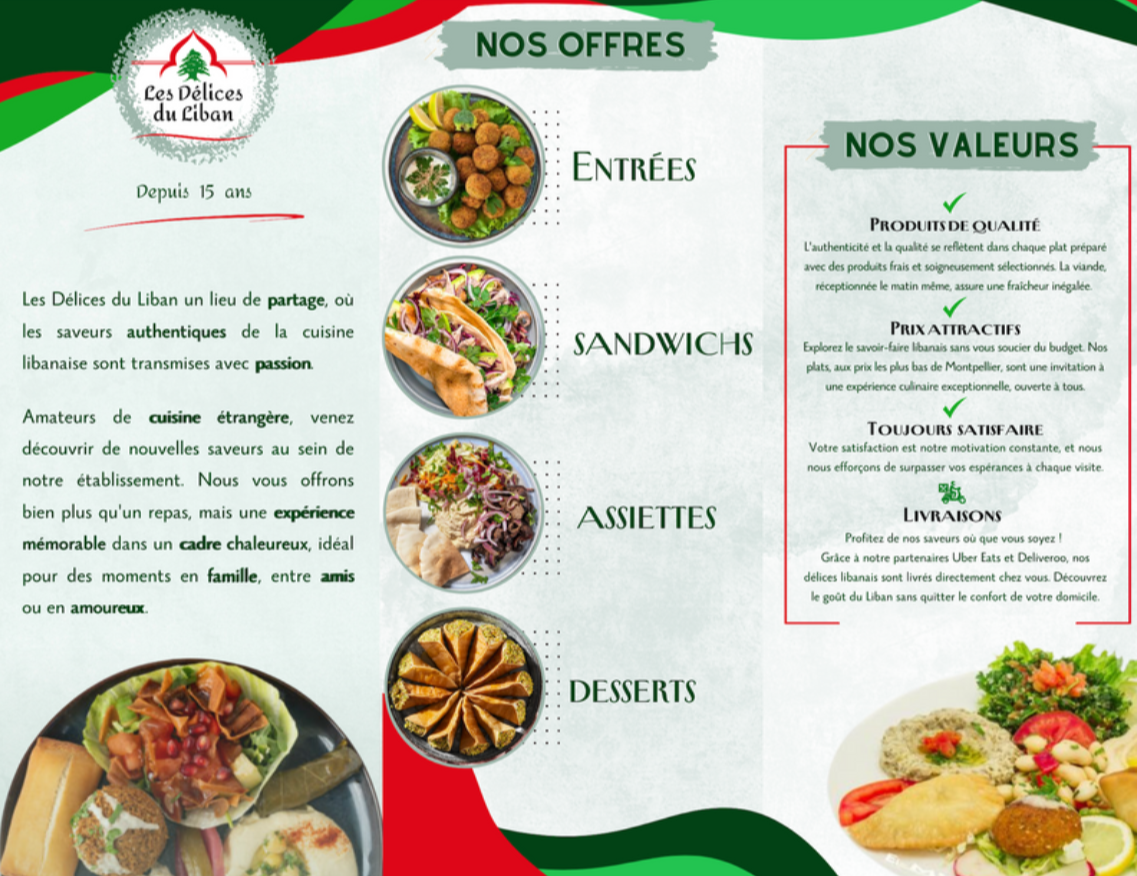 Les Délices
du Liban
Depuis 15 ans
Les Délices du Liban un lieu de partage, où
les saveurs authentiques de la cuisine
libanaise sont transmises avec passion.
Amateurs de cuisine étrangère, venez
découvrir de nouvelles saveurs au sein de
notre établissement. Nous vous offrons
bien plus qu'un repas, mais une expérience
mémorable dans un cadre chaleureux, idéal
pour des moments en famille, entre amis
ou en amoureux.
NOS OFFRES
ENTRÉES
SANDWICHS
ASSIETTES
DESSERTS
NOS VALEURS
PRODUITS DE QUALITÉ
L'authenticité et la qualité se reflètent dans chaque plat préparé
avec des produits frais et soigneusement sélectionnés. La viande,
réceptionnée le matin même, assure une fraîcheur inégalée.
PRIX ATTRACTIFS
Explorez le savoir-faire libanais sans vous soucier du budget. Nos
plats, aux prix les plus bas de Montpellier, sont une invitation à
une expérience culinaire exceptionnelle, ouverte à tous.
TOUJOURS SATISFAIRE
Votre satisfaction est notre motivation constante, et nous
nous efforçons de surpasser vos espérances à chaque visite.
LIVRAISONS
Profitez de nos saveurs où que vous soyez !
Grâce à notre partenaires Uber Eats et Deliveroo, nos
délices libanais sont livrés directement chez vous. Découvrez
le goût du Liban sans quitter le confort de votre domicile.